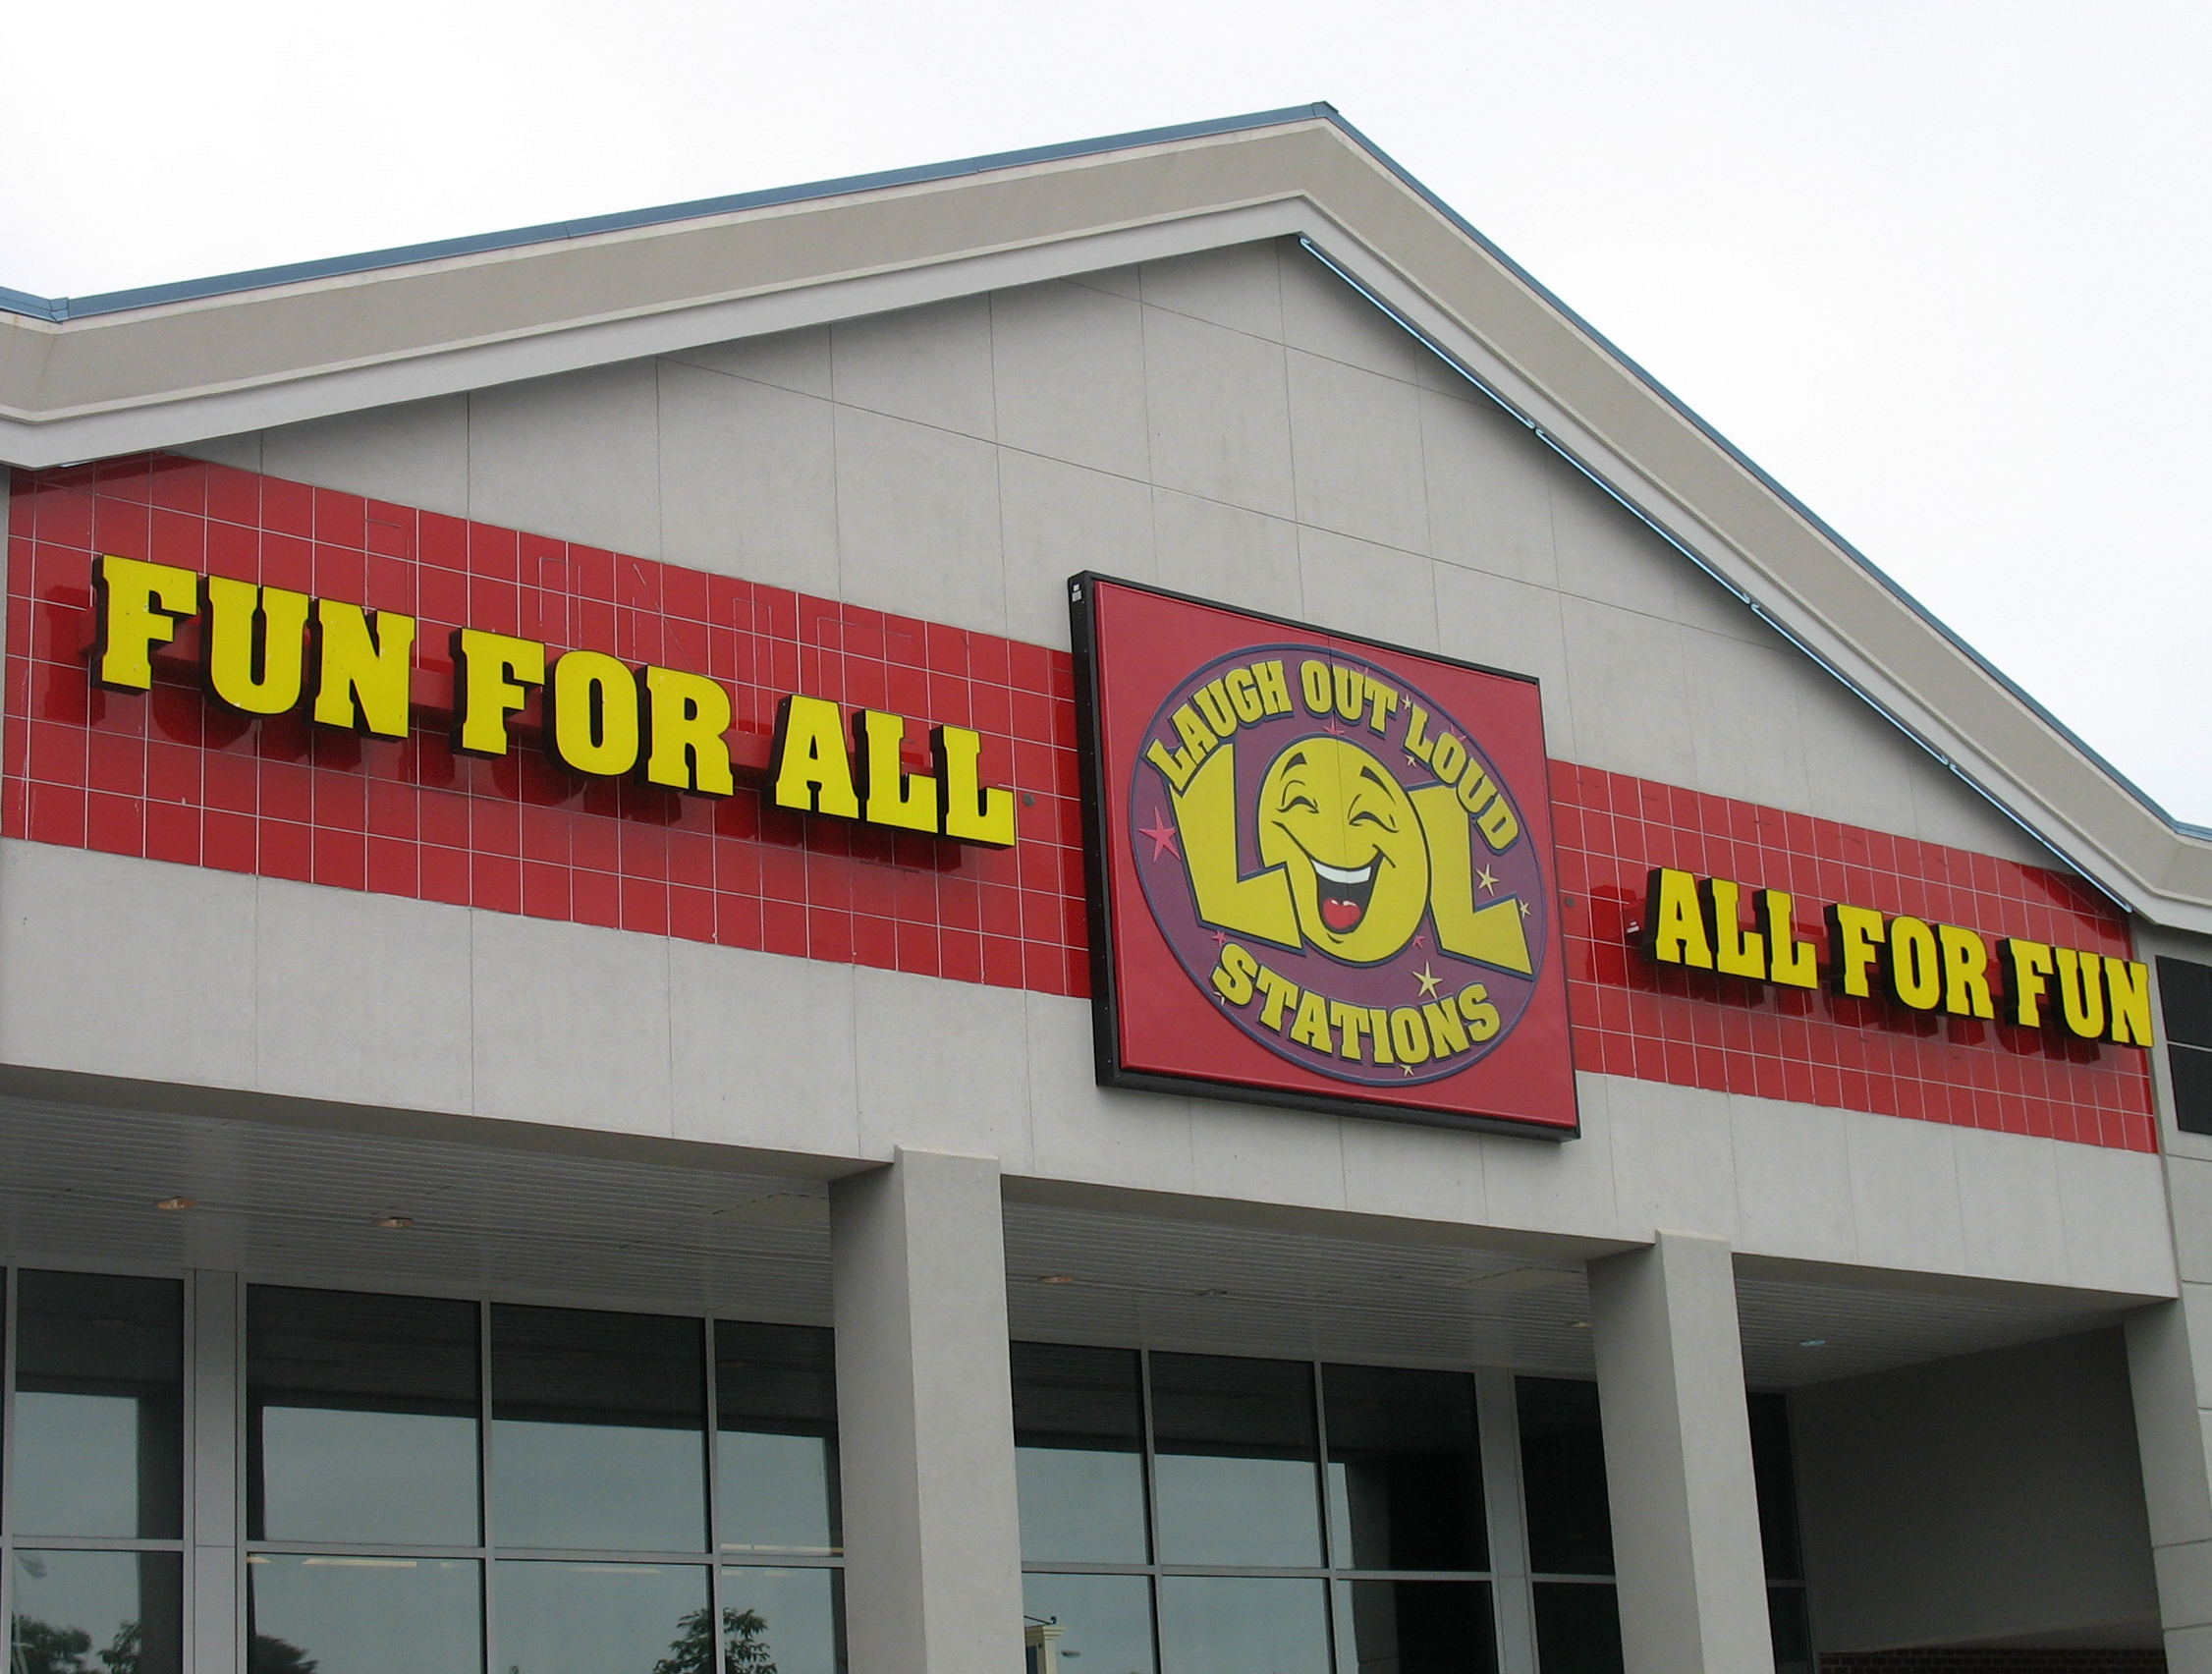 FUN FOR ALL
LAUGH OUT LOUD
LOL
STATIONS
ALL FOR FUN